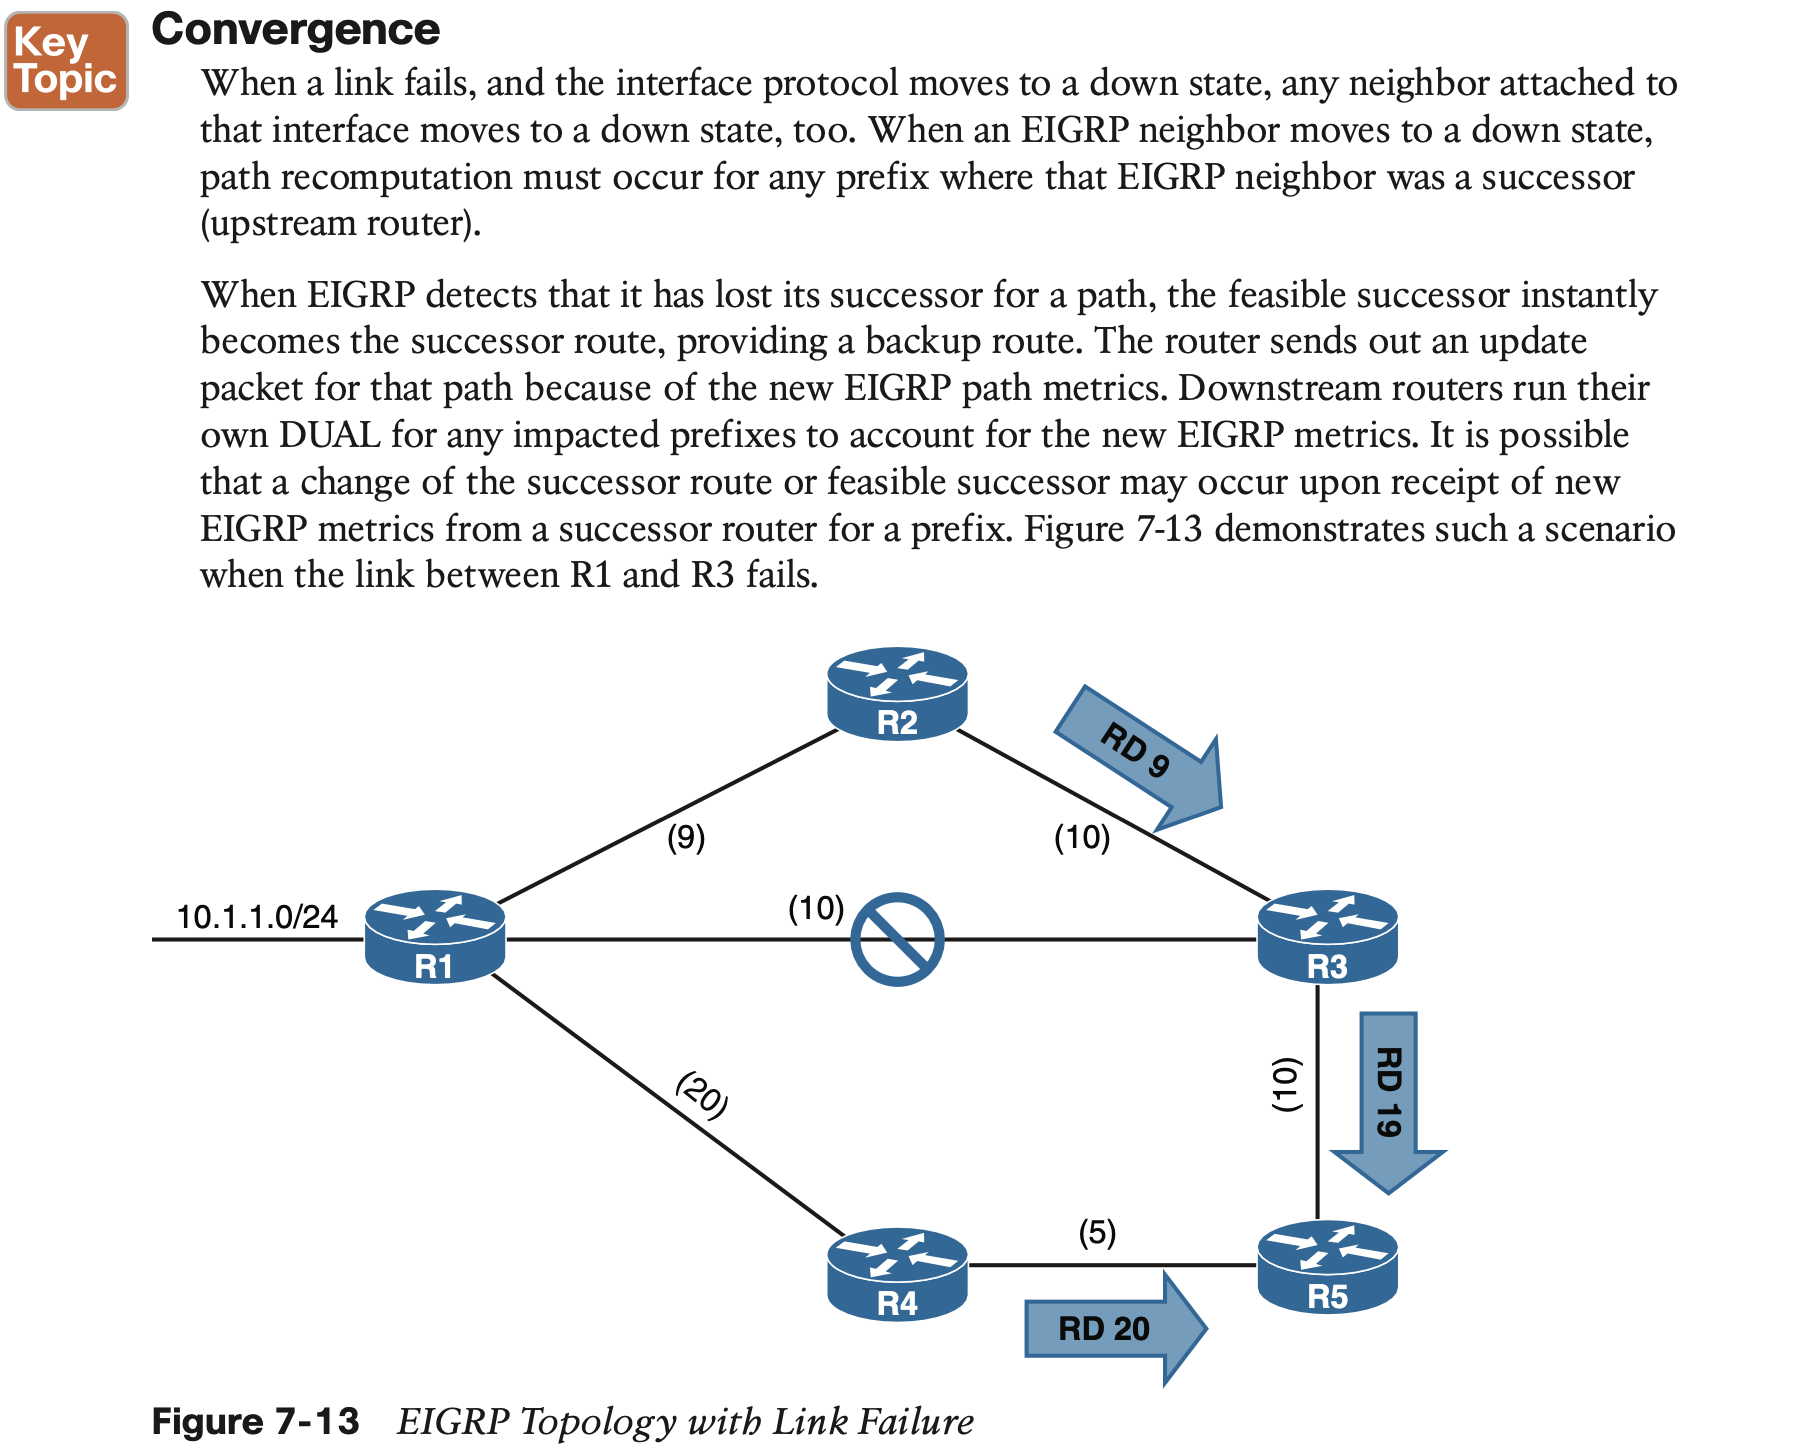 Key
Topic
Convergence
When a link fails, and the interface protocol moves to a down state, any neighbor attached to
that interface moves to a down state, too. When an EIGRP neighbor moves to a down state,
path recomputation must occur for any prefix where that EIGRP neighbor was a successor
(upstream router).
When EIGRP detects that it has lost its successor for a path, the feasible successor instantly
becomes the successor route, providing a backup route. The router sends out an update
packet for that path because of the new EIGRP path metrics. Downstream routers run their
own DUAL for any impacted prefixes to account for the new EIGRP metrics. It is possible
that a change of the successor route or feasible successor may occur upon receipt of new
EIGRP metrics from a successor router for a prefix. Figure 7-13 demonstrates such a scenario
when the link between R1 and R3 fails.
R2
RD 9
(9)
(10)
10.1.1.0/24
(10)
R1
R3
(20)
(10)
RD 19
(5)
R4
R5
RD 20
Figure 7-13 EIGRP Topology with Link Failure